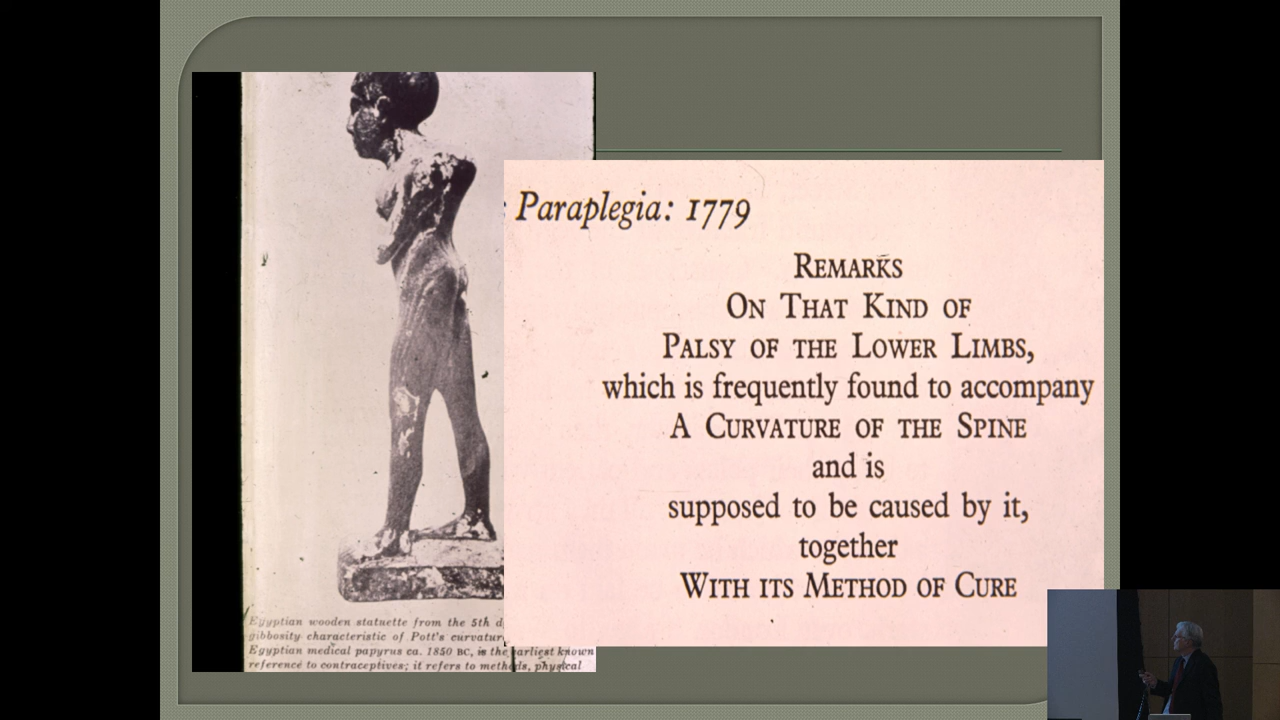 : Paraplegia: 1779
REMARKS
ON THAT KIND OF
PALSY OF THE LOWER LIMBS,
which is frequently found to accompany
A CURVATURE OF THE SPINE
and is
supposed to be caused by it,
together
WITH ITS METHOD OF CURE
Egyptian wooden statuette from the 5th
gibbosity characteristic of Pott's
Egyptian medical papyrus ca. 1850 BC, is the earliest known
reference to contraceptives; it refers to methods, physical